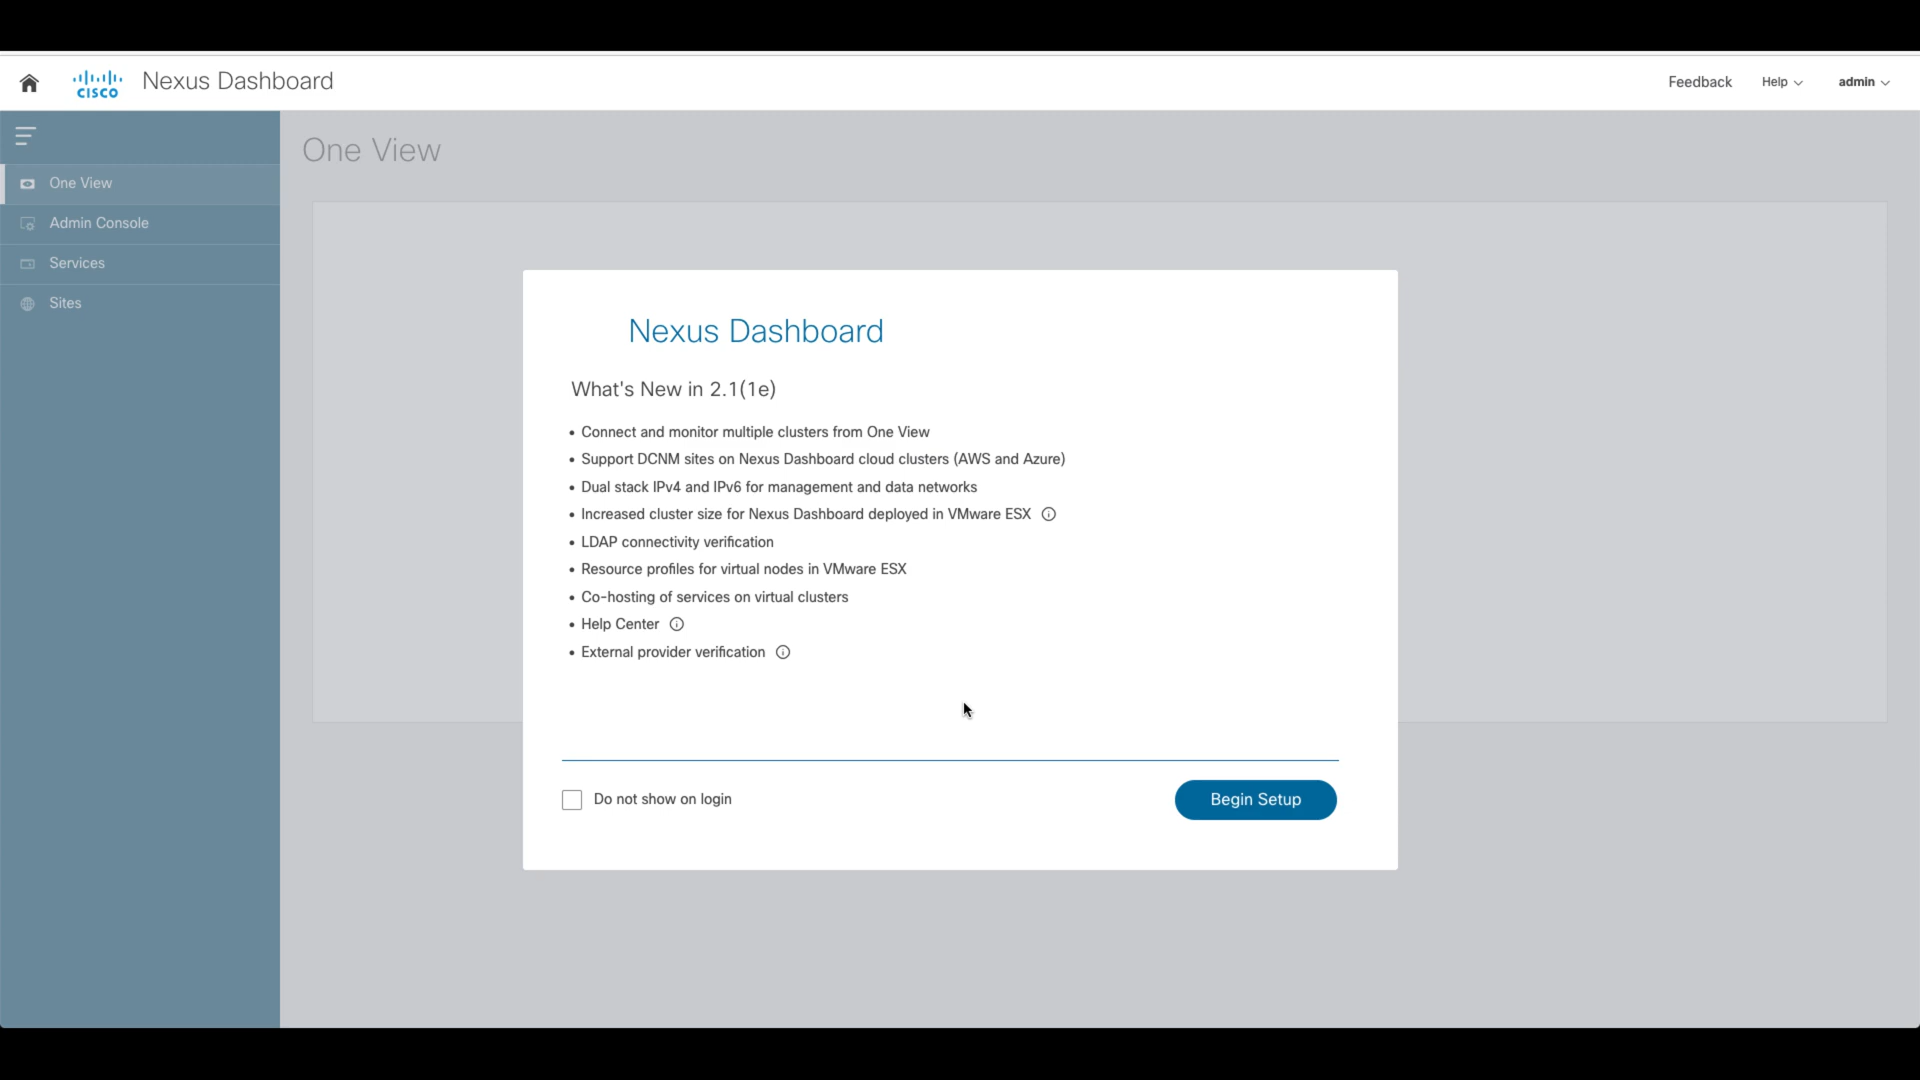 CISCO Nexus Dashboard
Feedback
Help
admin
One View
Admin Console
Services
Sites
One View
Nexus Dashboard
What's New in 2.1(1e)
• Connect and monitor multiple clusters from One View
• Support DCNM sites on Nexus Dashboard cloud clusters (AWS and Azure)
• Dual stack IPv4 and IPv6 for management and data networks
• Increased cluster size for Nexus Dashboard deployed in VMware ESX
• LDAP connectivity verification
• Resource profiles for virtual nodes in VMware ESX
• Co-hosting of services on virtual clusters
• Help Center
• External provider verification
Do not show on login
Begin Setup